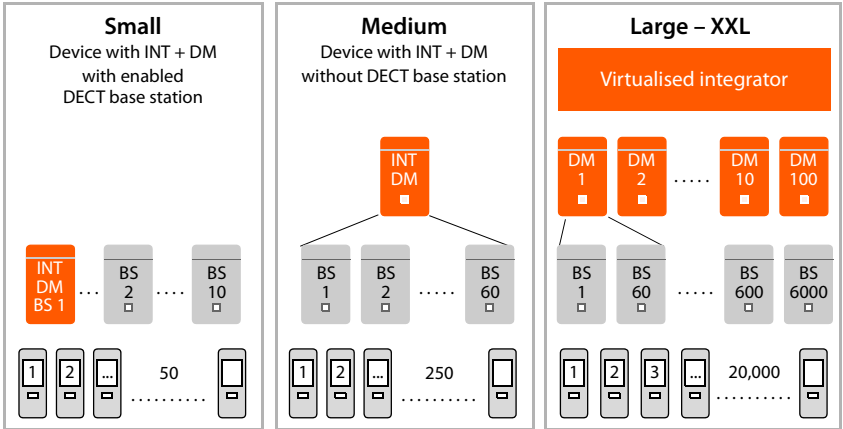 Small
Device with INT + DM
with enabled
DECT base station
INT
DM
BS 1
...
BS
2
....
BS
10
1
2
...
50
..........
Medium
Device with INT + DM
without DECT base station
INT
DM
BS
1
BS
2
.....
BS
60
1
2
...
250
..........
Large – XXL
Virtualised integrator
DM
1
DM
2
.....
DM
10
DM
100
BS
1
BS
60
.....
BS
600
BS
6000
1
2
3
...
20,000
..........